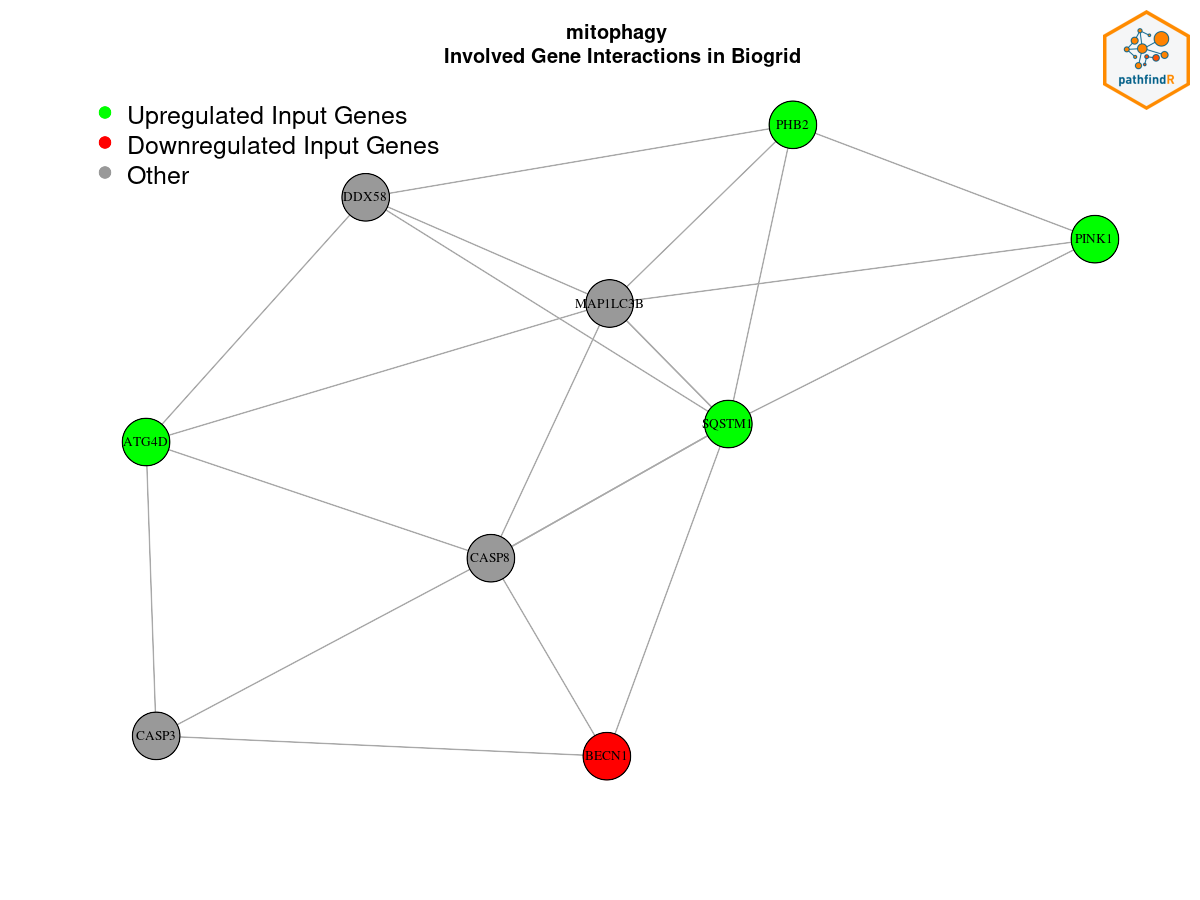 mitophagy
Involved Gene Interactions in Biogrid
pathfindR
Upregulated Input Genes
Downregulated Input Genes
Other
PHB2
DDX58
PINK1
MAP1LC3B
SQSTM1
ATG4D
CASP8
CASP3
BECN1